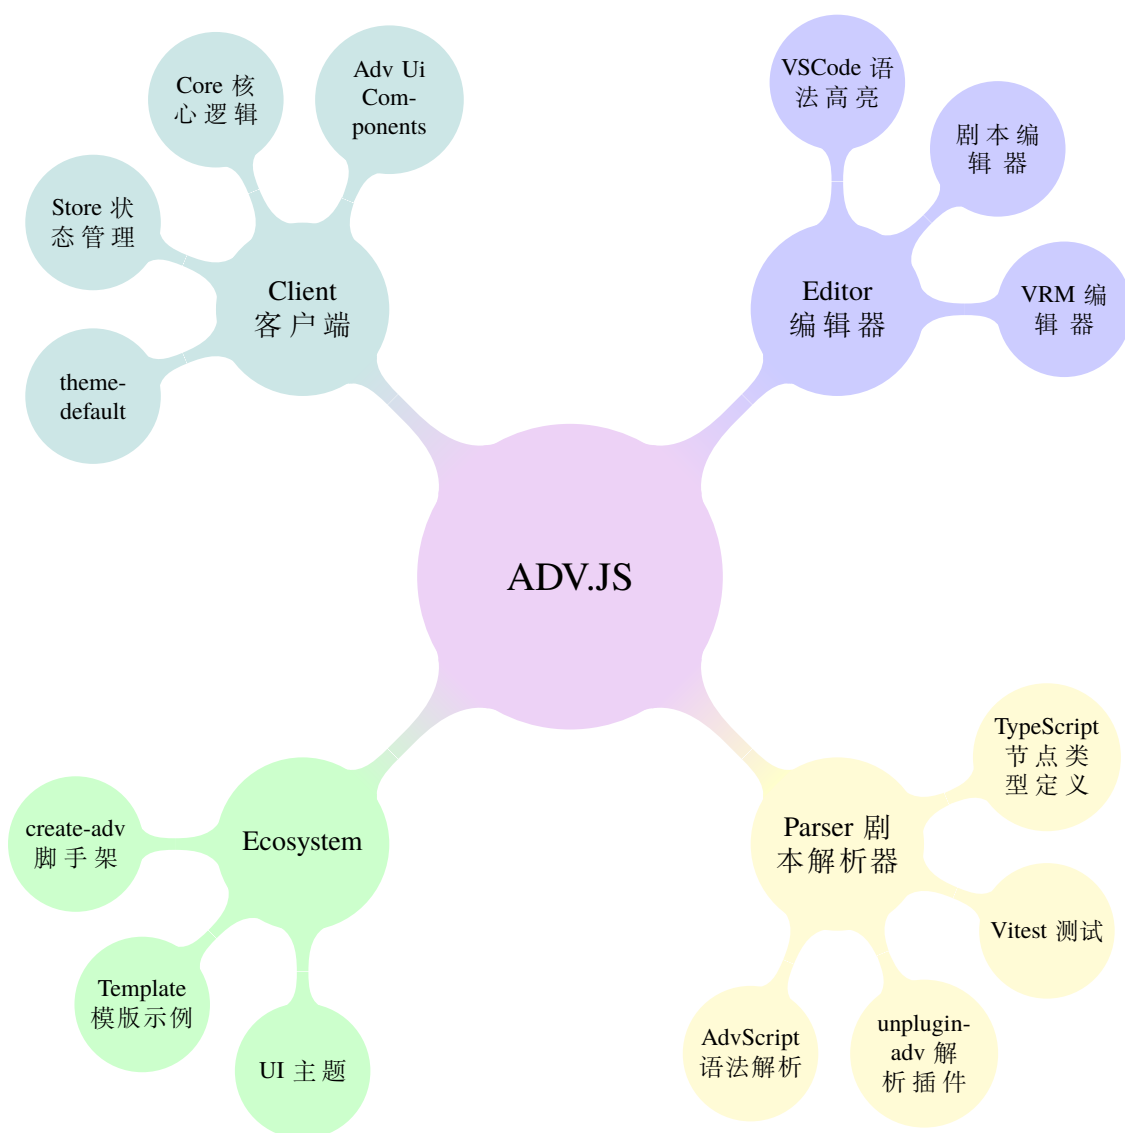 Adv Ui
Com-
ponents
Core 核
心逻辑
Store 状
态管理
theme-
default
Client
客户端
VSCode 语
法高亮
剧本编
辑器
VRM 编
辑器
Editor
编辑器
ADV.JS
Ecosystem
create-adv
脚手架
Template
模版示例
UI 主题
Parser 剧
本解析器
TypeScript
节点类
型定义
Vitest 测试
unplugin-
adv 解
析插件
AdvScript
语法解析